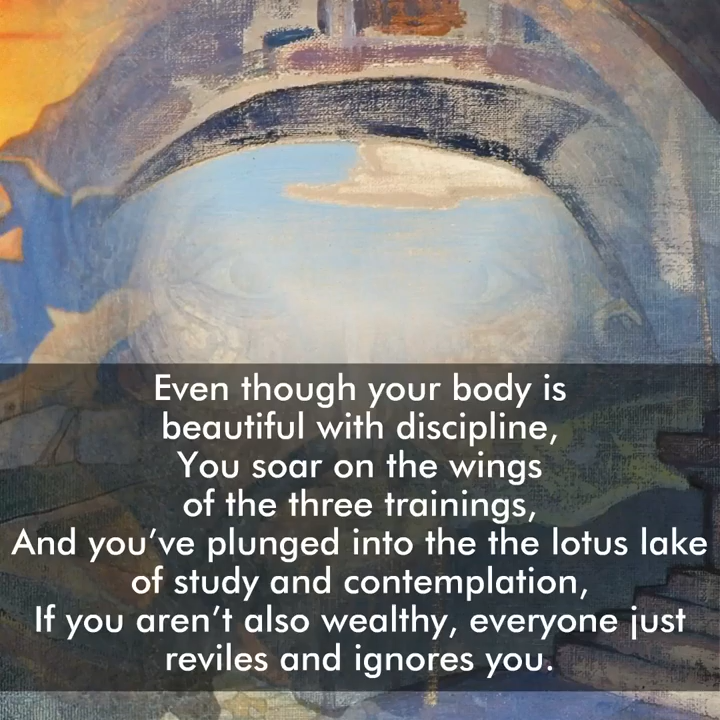 Even though your body is
beautiful with discipline,
You soar on the wings
of the three trainings,
And you've plunged into the the lotus lake
of study and contemplation,
If you aren't also wealthy, everyone just
reviles and ignores you.